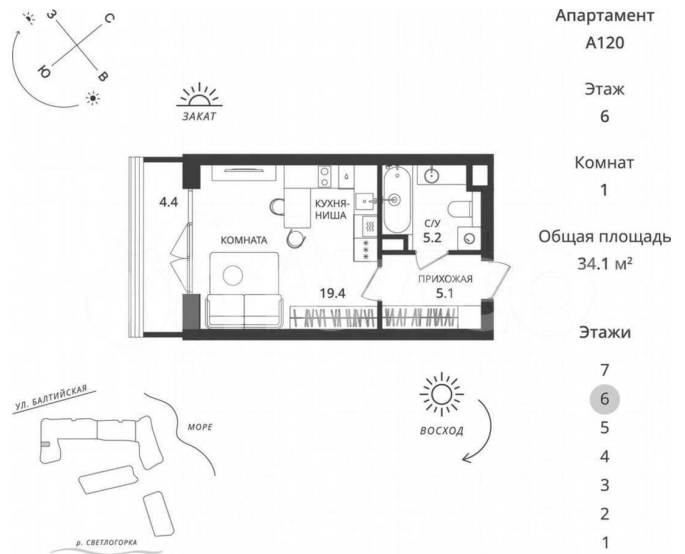 З
С
Ю
В
ЗАКАТ
Апартамент
А120
Этаж
6
Комнат
1
Общая площадь
34.1 м²
4.4
КУХНЯ-
НИША
С/У
5.2
КОМНАТА
ПРИХОЖАЯ
5.1
19.4
Этажи
7
6
5
4
3
2
1
УЛ. БАЛТИЙСКАЯ
МОРЕ
ВОСХОД
р. СВЕТЛОГОРКА